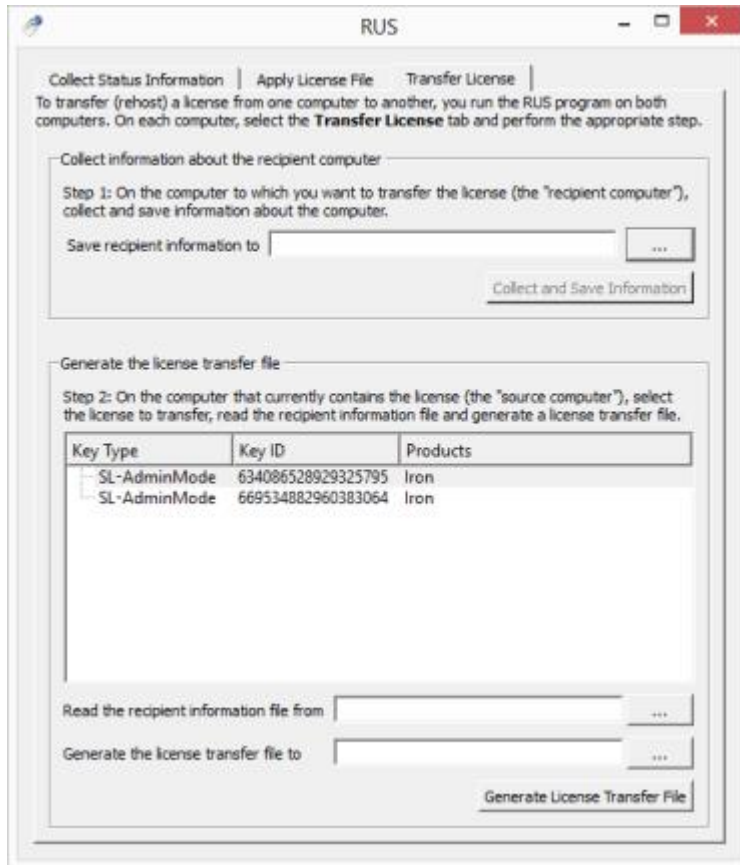 RUS
Collect Status Information | Apply License File | Transfer License
To transfer (rehost) a license from one computer to another, you run the RUS program on both
computers. On each computer, select the Transfer License tab and perform the appropriate step.
Collect information about the recipient computer
Step 1: On the computer to which you want to transfer the license (the "recipient computer"),
collect and save information about the computer.
Save recipient information to ...
Collect and Save Information
Generate the license transfer file
Step 2: On the computer that currently contains the license (the "source computer"), select
the license to transfer, read the recipient information file and generate a license transfer file.
Key Type Key ID Products
SL-AdminMode 634086528929325795 Iron
SL-AdminMode 669534882960383064 Iron
Read the recipient information file from ...
Generate the license transfer file to ...
Generate License Transfer File